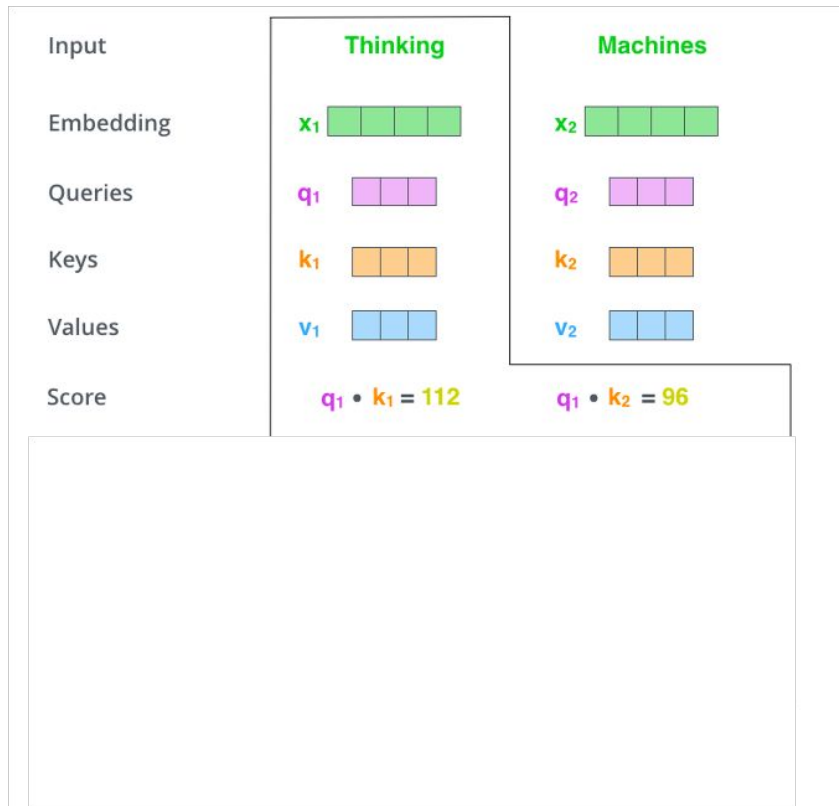 Input Thinking Machines
Embedding x₁ x₂
Queries q₁ q₂
Keys k₁ k₂
Values v₁ v₂
Score q₁ • k₁ = 112 q₁ • k₂ = 96